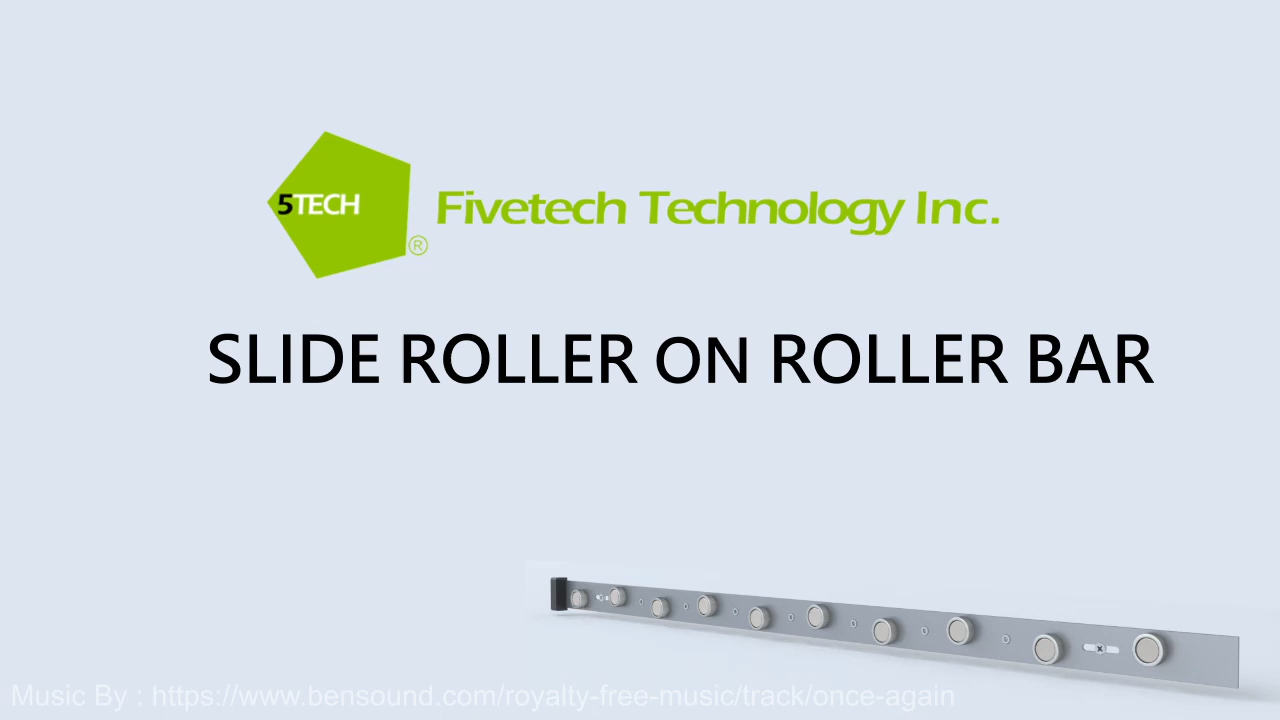 5TECH
®
Fivetech Technology Inc.
SLIDE ROLLER ON ROLLER BAR
Music By : https://www.bensound.com/royalty-free-music/track/once-again